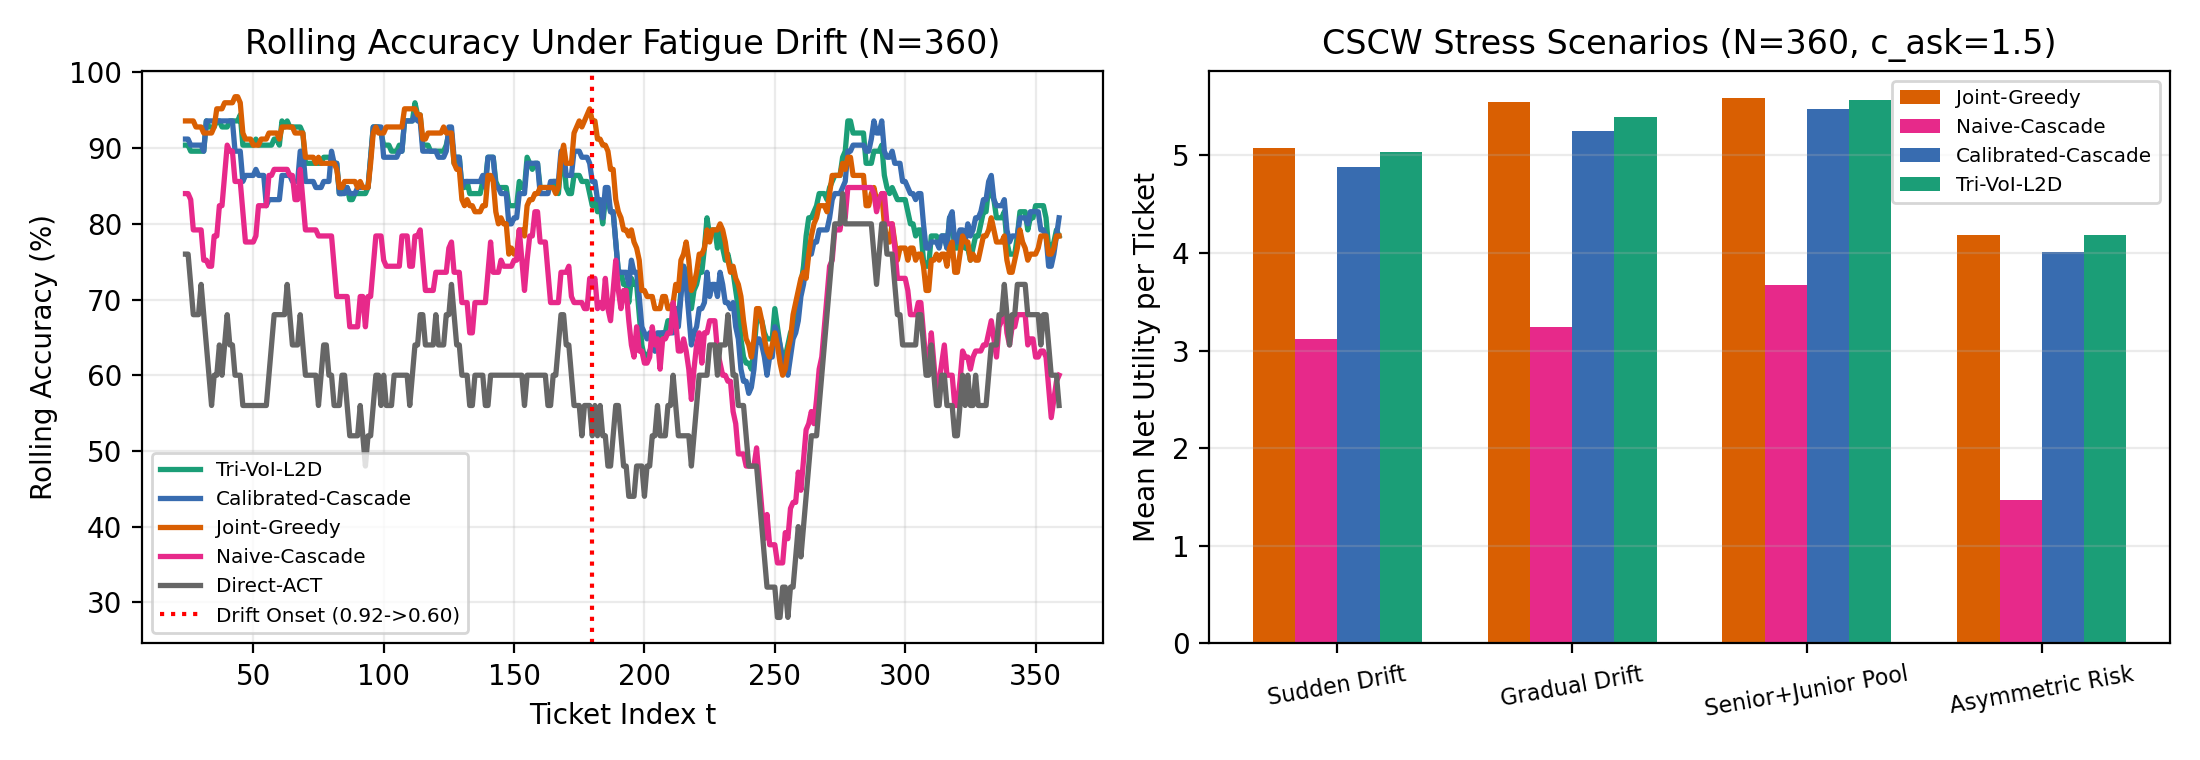 Rolling Accuracy Under Fatigue Drift (N=360)
Rolling Accuracy (%)
100
90
80
70
60
50
40
30
Tri-VoI-L2D
Calibrated-Cascade
Joint-Greedy
Naive-Cascade
Direct-ACT
Drift Onset (0.92->0.60)
50
100
150
200
250
300
350
Ticket Index t
CSCW Stress Scenarios (N=360, c_ask=1.5)
Mean Net Utility per Ticket
5
4
3
2
1
0
Joint-Greedy
Naive-Cascade
Calibrated-Cascade
Tri-VoI-L2D
Sudden Drift
Gradual Drift
Senior+Junior Pool
Asymmetric Risk